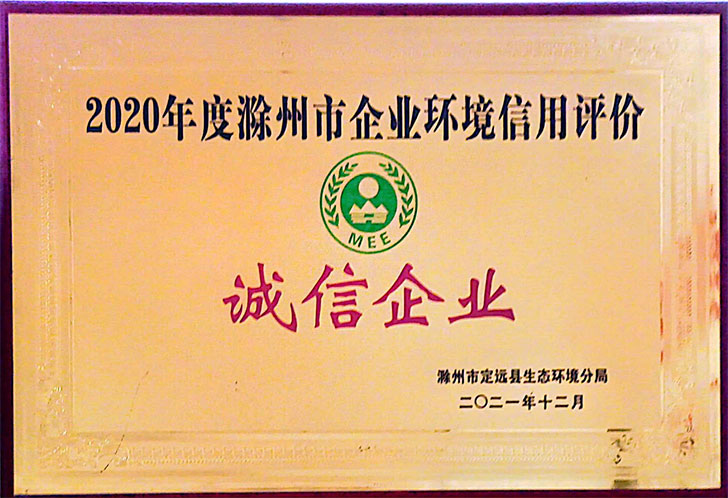 2020年度滁州市企业环境信用评价
MEE
诚信企业
滁州市定远县生态环境分局
二〇二一年十二月